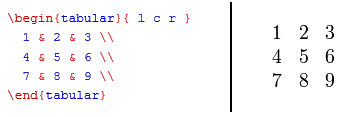 \begin{tabular}{ l c r }
1 & 2 & 3 \\
4 & 5 & 6 \\
7 & 8 & 9 \\
\end{tabular}
1 2 3
4 5 6
7 8 9